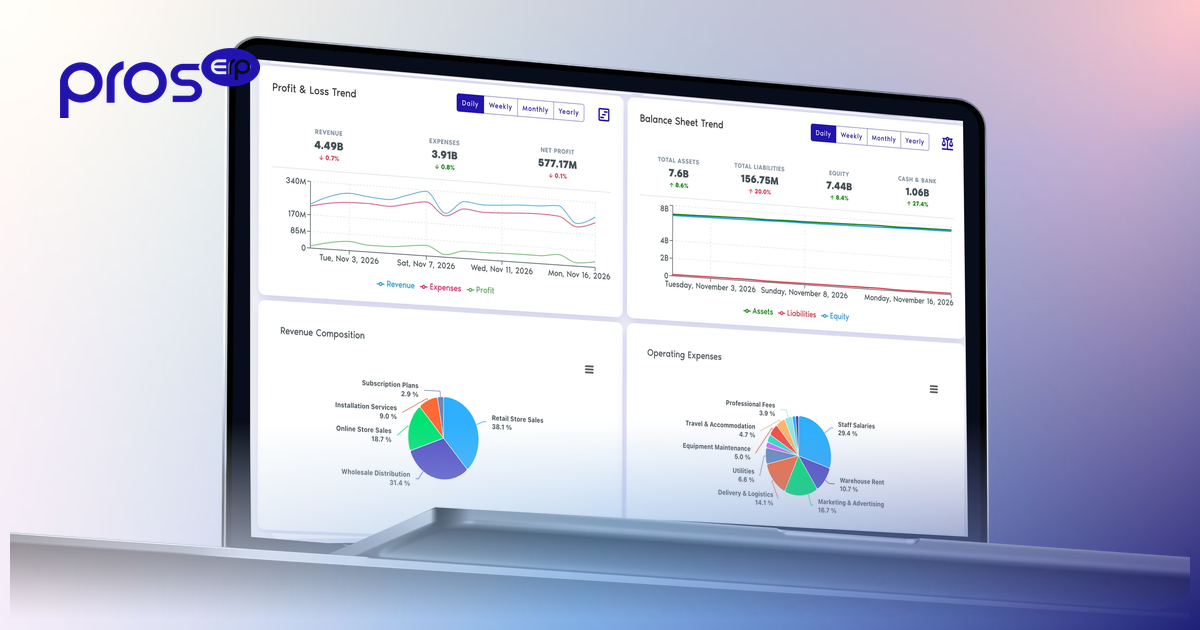 pros
erp
Profit & Loss Trend
Daily Weekly Monthly Yearly
REVENUE
4.49B
↓ 0.7%
EXPENSES
3.91B
↓ 0.8%
NET PROFIT
577.17M
↓ 0.1%
340M
170M
85M
0
Tue, Nov 3, 2026
Sat, Nov 7, 2026
Wed, Nov 11, 2026
Mon, Nov 16, 2026
Revenue Expenses Profit
Balance Sheet Trend
Daily Weekly Monthly Yearly
TOTAL ASSETS
7.6B
↑ 8.6%
TOTAL LIABILITIES
156.75M
↑ 20.0%
EQUITY
7.44B
↑ 8.4%
CASH & BANK
1.06B
↑ 27.4%
8B
4B
2B
0
Tuesday, November 3, 2026
Sunday, November 8, 2026
Monday, November 16, 2026
Assets Liabilities Equity
Revenue Composition
Subscription Plans
2.9 %
Installation Services
9.0 %
Online Store Sales
18.7 %
Wholesale Distribution
31.4 %
Retail Store Sales
38.1 %
Operating Expenses
Professional Fees
3.9 %
Travel & Accommodation
4.7 %
Equipment Maintenance
5.0 %
Utilities
6.6 %
Delivery & Logistics
14.1 %
Staff Salaries
29.4 %
Warehouse Rent
10.7 %
Marketing & Advertising
16.7 %